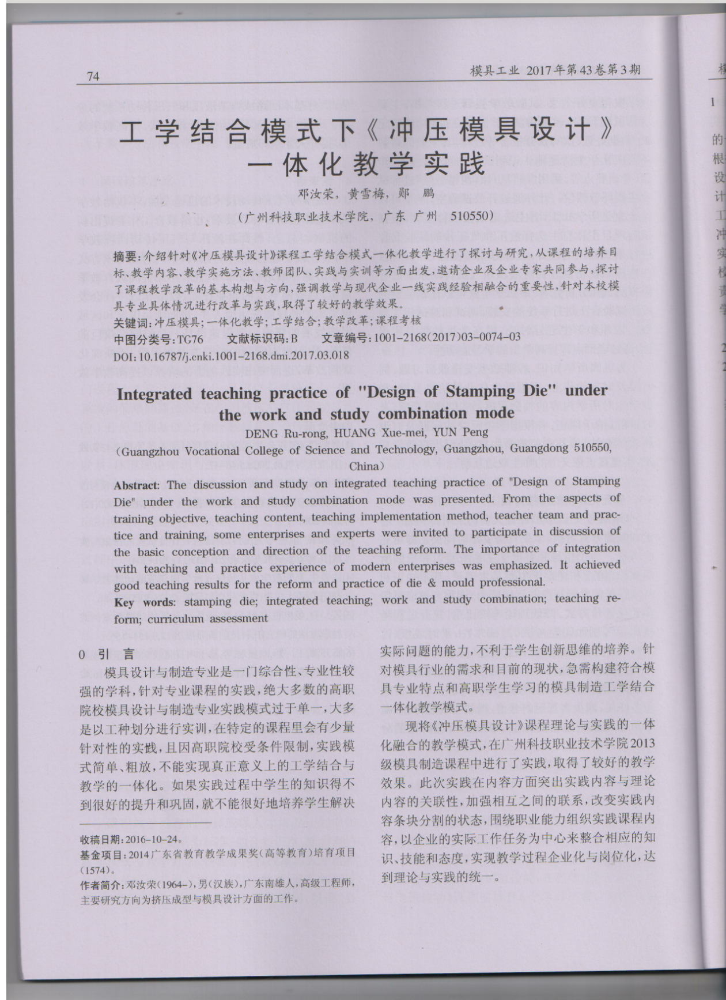 74
模具工业 2017年第43卷第3期
工学结合模式下《冲压模具设计》
一体化教学实践
邓汝荣，黄雪梅，郧 鹏
（广州科技职业技术学院，广东 广州 510550）
摘要：介绍针对《冲压模具设计》课程工学结合模式一体化教学进行了探讨与研究，从课程的培养目
标、教学内容、教学实施方法、教师团队、实践与实训等方面出发，邀请企业及企业专家共同参与，探讨
了课程教学改革的基本构想与方向，强调教学与现代企业一线实践经验相融合的重要性，针对本校模
具专业具体情况进行改革与实践，取得了较好的教学效果。
关键词：冲压模具；一体化教学；工学结合；教学改革；课程考核
中图分类号：TG76 文献标识码：B 文章编号：1001-2168(2017)03-0074-03
DOI：10.16787/j.cnki.1001-2168.dmi.2017.03.018
Integrated teaching practice of "Design of Stamping Die" under
the work and study combination mode
DENG Ru-rong, HUANG Xue-mei, YUN Peng
（Guangzhou Vocational College of Science and Technology, Guangzhou, Guangdong 510550,
China）
Abstract: The discussion and study on integrated teaching practice of "Design of Stamping
Die" under the work and study combination mode was presented. From the aspects of
training objective, teaching content, teaching implementation method, teacher team and prac-
tice and training, some enterprises and experts were invited to participate in discussion of
the basic conception and direction of the teaching reform. The importance of integration
with teaching and practice experience of modern enterprises was emphasized. It achieved
good teaching results for the reform and practice of die & mould professional.
Key words: stamping die; integrated teaching; work and study combination; teaching re-
form; curriculum assessment
0 引 言
模具设计与制造专业是一门综合性、专业性较
强的学科，针对专业课程的实践，绝大多数的高职
院校模具设计与制造专业实践模式过于单一，大多
是以工种划分进行实训，在特定的课程里会有少量
针对性的实践，且因高职院校受条件限制，实践模
式简单、粗放，不能实现真正意义上的工学结合与
教学的一体化。如果实践过程中学生的知识得不
到很好的提升和巩固，就不能很好地培养学生解决
收稿日期：2016-10-24。
基金项目：2014广东省教育教学成果奖（高等教育）培育项目
（1574）。
作者简介：邓汝荣（1964-），男（汉族），广东南雄人，高级工程师，
主要研究方向为挤压成型与模具设计方面的工作。
实际问题的能力，不利于学生创新思维的培养。针
对模具行业的需求和目前的现状，急需构建符合模
具专业特点和高职学生学习的模具制造工学结合
一体化教学模式。
现将《冲压模具设计》课程理论与实践的一体
化融合的教学模式，在广州科技职业技术学院2013
级模具制造课程中进行了实践，取得了较好的教学
效果。此次实践在内容方面突出实践内容与理论
内容的关联性，加强相互之间的联系，改变实践内
容条块分割的状态，围绕职业能力组织实践课程内
容，以企业的实际工作任务为中心来整合相应的知
识、技能和态度，实现教学过程企业化与岗位化，达
到理论与实践的统一。
1
的
根
设
计
工
冲
实